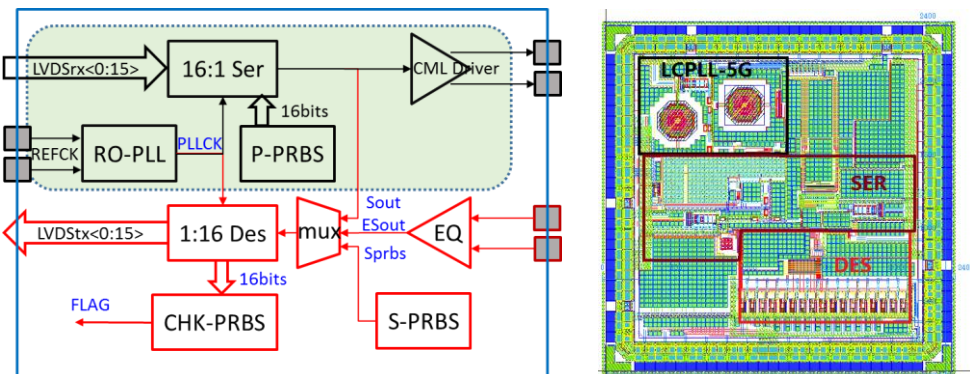 LVDSrx<0:15>
16:1 Ser
CML Driver
16bits
REFCK
RO-PLL
PLLCK
P-PRBS
Sout
LVDStx<0:15>
1:16 Des
mux
ESout
EQ
Sprbs
16bits
FLAG
CHK-PRBS
S-PRBS
LCPLL-5G
SER
DES